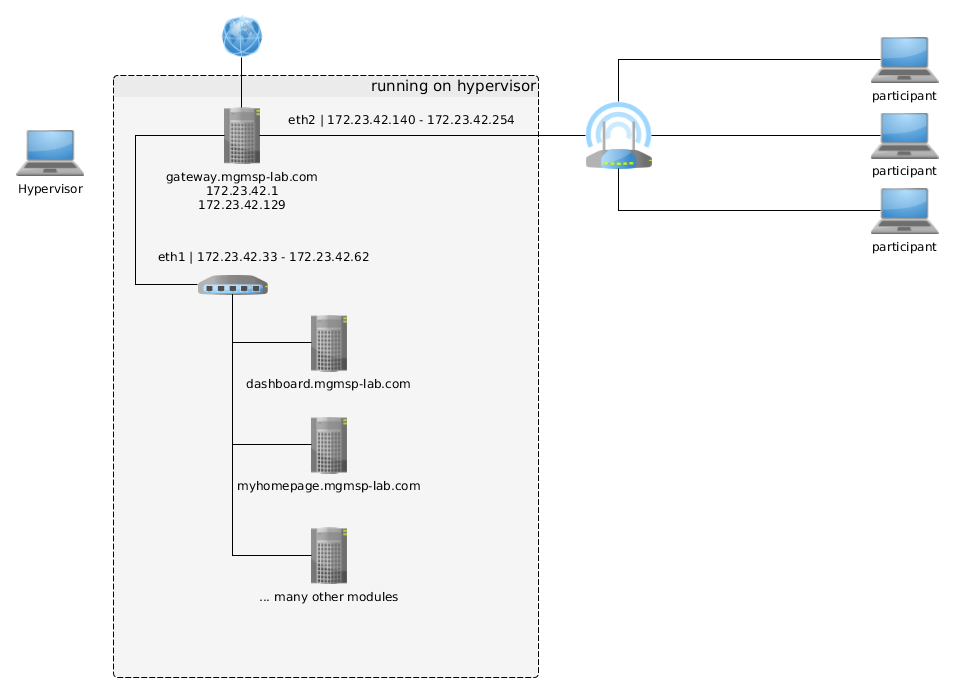 running on hypervisor
eth2 | 172.23.42.140 - 172.23.42.254
participant
participant
participant
Hypervisor
gateway.mgmsp-lab.com
172.23.42.1
172.23.42.129
eth1 | 172.23.42.33 - 172.23.42.62
dashboard.mgmsp-lab.com
myhomepage.mgmsp-lab.com
... many other modules